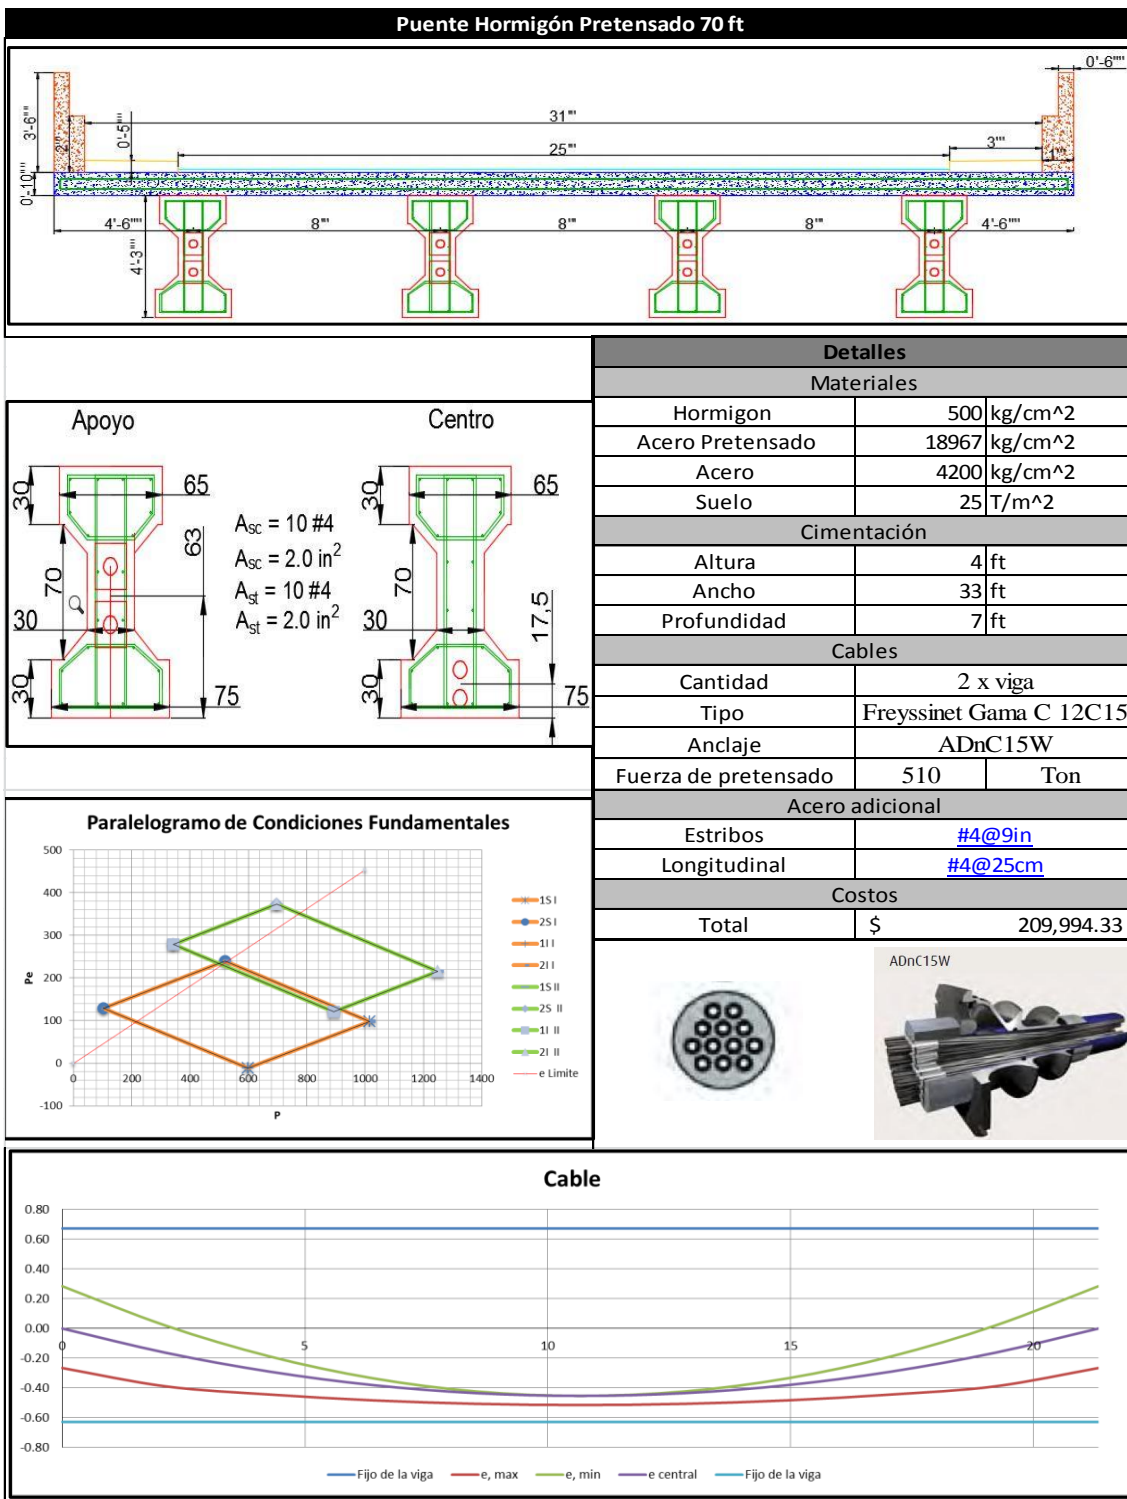 Puente Hormigón Pretensado 70 ft
0'-6""
3'-6""
2'"
0'-5""
31'"
25'"
3'"
1'"
0'-10""
4'-6""
8'"
8'"
8'"
4'-6""
4'-3""
Apoyo
Centro
30
65
70
63
30
30
75
Asc = 10 #4
Asc = 2.0 in2
Ast = 10 #4
Ast = 2.0 in2
30
65
70
30
17,5
30
75
Detalles
Materiales
Hormigon 500 kg/cm^2
Acero Pretensado 18967 kg/cm^2
Acero 4200 kg/cm^2
Suelo 25 T/m^2
Cimentación
Altura 4 ft
Ancho 33 ft
Profundidad 7 ft
Cables
Cantidad 2 x viga
Tipo Freyssinet Gama C 12C15
Anclaje ADnC15W
Fuerza de pretensado 510 Ton
Acero adicional
Estribos #4@9in
Longitudinal #4@25cm
Costos
Total $ 209,994.33
ADnC15W
Paralelogramo de Condiciones Fundamentales
500
400
300
200
100
0
-100
Pe
0 200 400 600 800 1000 1200 1400
P
1S I
2S I
1I I
2I I
1S II
2S II
1I II
2I II
e Limite
Cable
0.80
0.60
0.40
0.20
0.00
-0.20
-0.40
-0.60
-0.80
0 5 10 15 20
Fijo de la viga e, max e, min e central Fijo de la viga